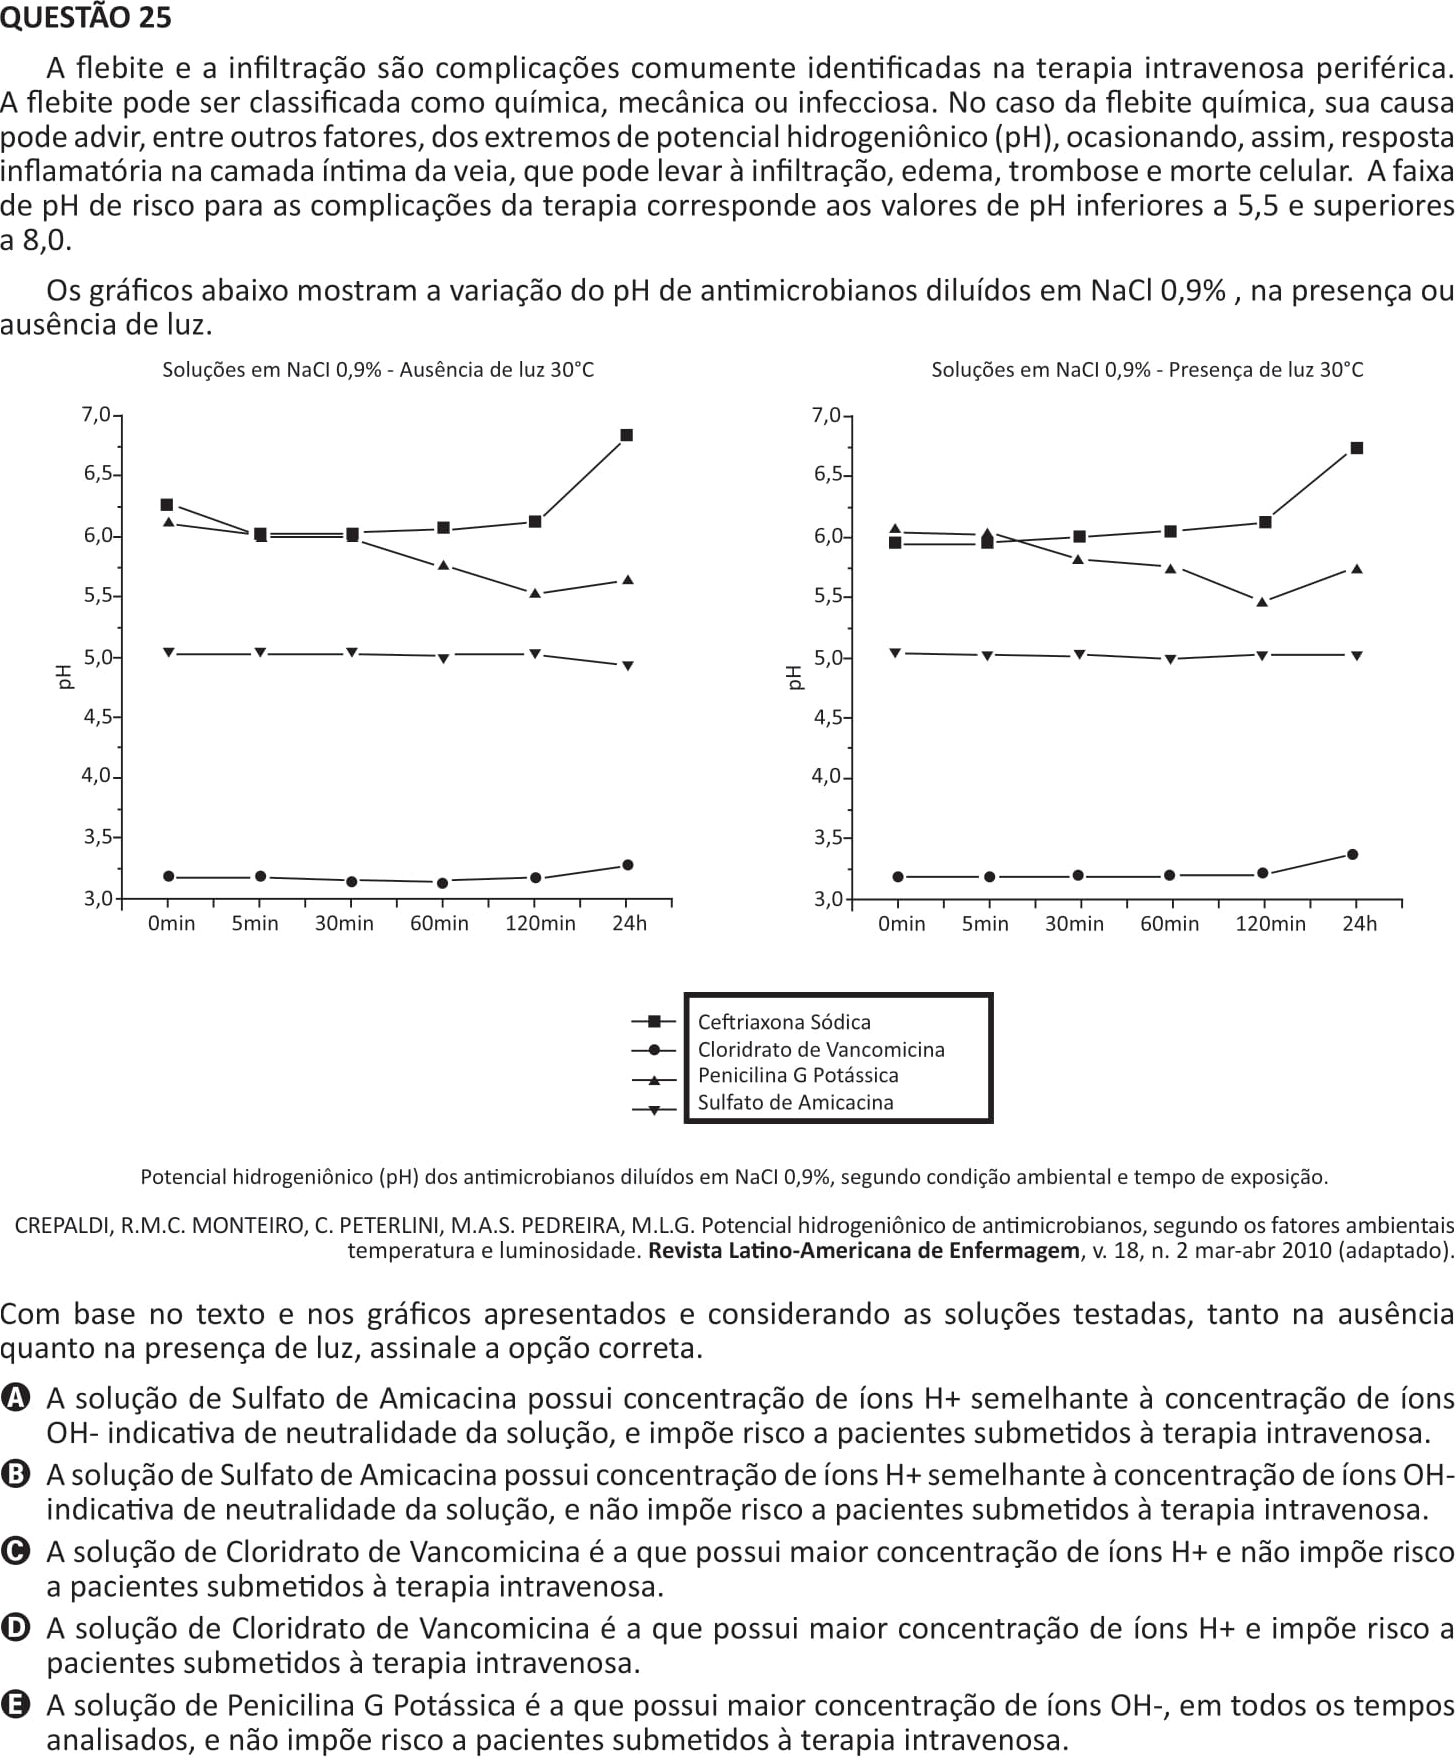 QUESTÃO 25
A flebite e a infiltração são complicações comumente identificadas na terapia intravenosa periférica.
A flebite pode ser classificada como química, mecânica ou infecciosa. No caso da flebite química, sua causa
pode advir, entre outros fatores, dos extremos de potencial hidrogeniônico (pH), ocasionando, assim, resposta
inflamatória na camada íntima da veia, que pode levar à infiltração, edema, trombose e morte celular. A faixa
de pH de risco para as complicações da terapia corresponde aos valores de pH inferiores a 5,5 e superiores
a 8,0.
Os gráficos abaixo mostram a variação do pH de antimicrobianos diluídos em NaCl 0,9% , na presença ou
ausência de luz.
Soluções em NaCI 0,9% - Ausência de luz 30°C
7,0
6,5
6,0
5,5
5,0
4,5
4,0
3,5
3,0
pH
0min 5min 30min 60min 120min 24h
Soluções em NaCI 0,9% - Presença de luz 30°C
7,0
6,5
6,0
5,5
5,0
4,5
4,0
3,5
3,0
pH
0min 5min 30min 60min 120min 24h
Ceftriaxona Sódica
Cloridrato de Vancomicina
Penicilina G Potássica
Sulfato de Amicacina
Potencial hidrogeniônico (pH) dos antimicrobianos diluídos em NaCI 0,9%, segundo condição ambiental e tempo de exposição.
CREPALDI, R.M.C. MONTEIRO, C. PETERLINI, M.A.S. PEDREIRA, M.L.G. Potencial hidrogeniônico de antimicrobianos, segundo os fatores ambientais
temperatura e luminosidade. Revista Latino-Americana de Enfermagem, v. 18, n. 2 mar-abr 2010 (adaptado).
Com base no texto e nos gráficos apresentados e considerando as soluções testadas, tanto na ausência
quanto na presença de luz, assinale a opção correta.
A A solução de Sulfato de Amicacina possui concentração de íons H+ semelhante à concentração de íons
OH- indicativa de neutralidade da solução, e impõe risco a pacientes submetidos à terapia intravenosa.
B A solução de Sulfato de Amicacina possui concentração de íons H+ semelhante à concentração de íons OH-
indicativa de neutralidade da solução, e não impõe risco a pacientes submetidos à terapia intravenosa.
C A solução de Cloridrato de Vancomicina é a que possui maior concentração de íons H+ e não impõe risco
a pacientes submetidos à terapia intravenosa.
D A solução de Cloridrato de Vancomicina é a que possui maior concentração de íons H+ e impõe risco a
pacientes submetidos à terapia intravenosa.
E A solução de Penicilina G Potássica é a que possui maior concentração de íons OH-, em todos os tempos
analisados, e não impõe risco a pacientes submetidos à terapia intravenosa.